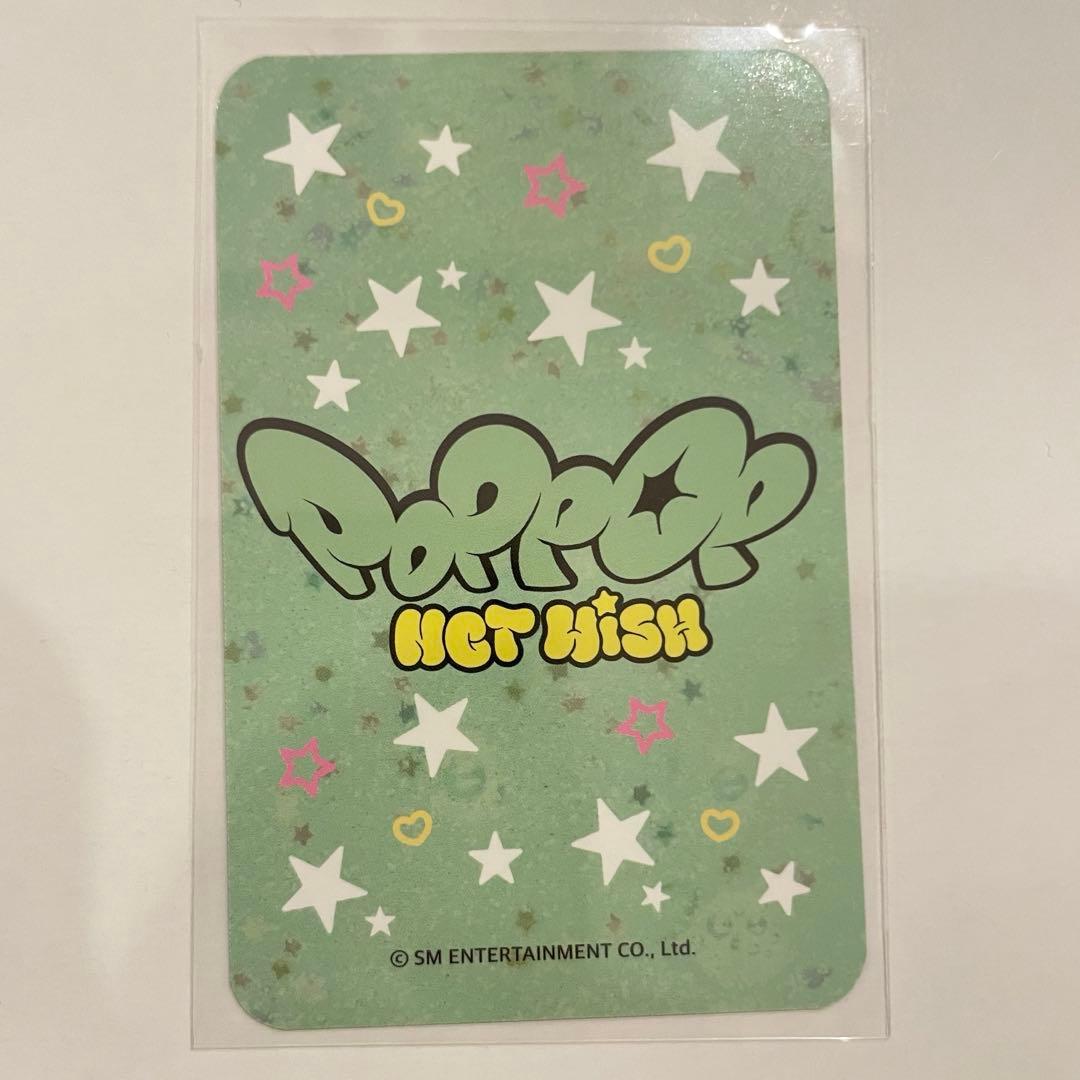 POPPOP
NCT WiSH
© SM ENTERTAINMENT CO., Ltd.